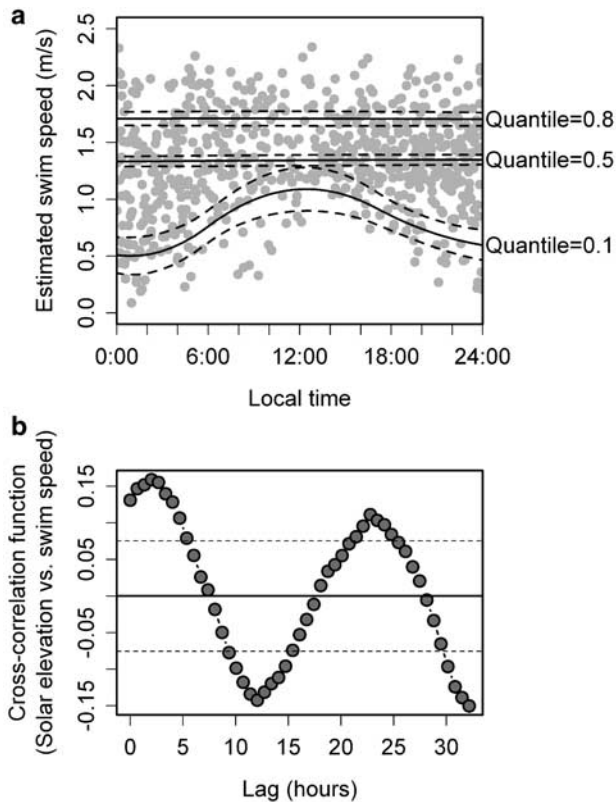 a
Estimated swim speed (m/s)
2.5
2.0
1.5
1.0
0.5
0.0
Quantile=0.8
Quantile=0.5
Quantile=0.1
0:00 6:00 12:00 18:00 24:00
Local time
b
Cross-correlation function
(Solar elevation vs. swim speed)
0.15
0.05
-0.05
-0.15
0 5 10 15 20 25 30
Lag (hours)